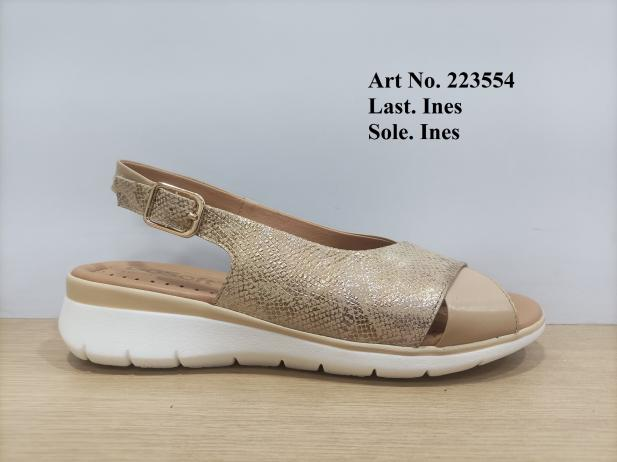 Art No. 223554
Last. Ines
Sole. Ines